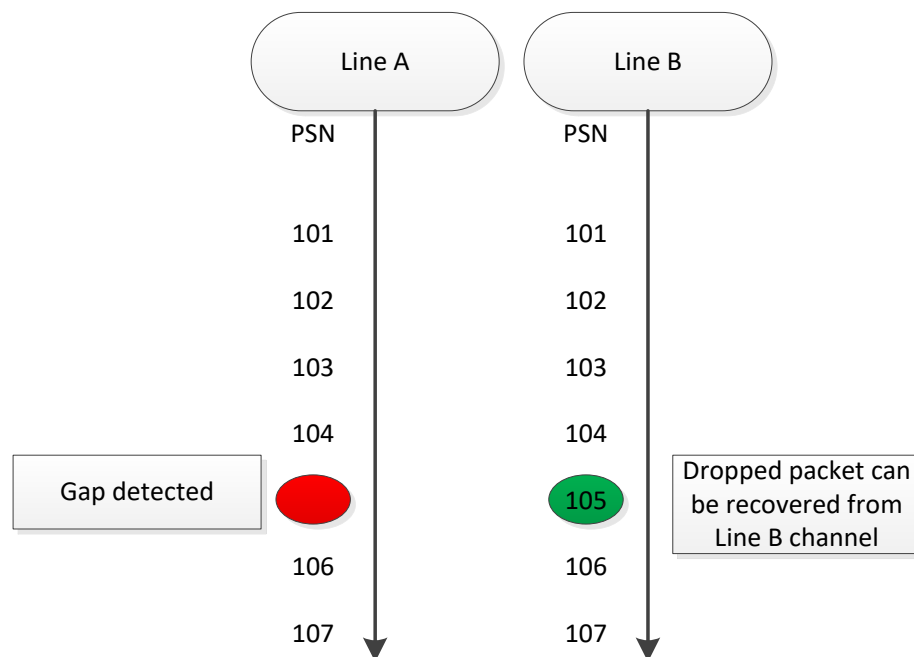 Line A
Line B
PSN
PSN
101
101
102
102
103
103
104
104
Gap detected
105
Dropped packet can
be recovered from
Line B channel
106
106
107
107